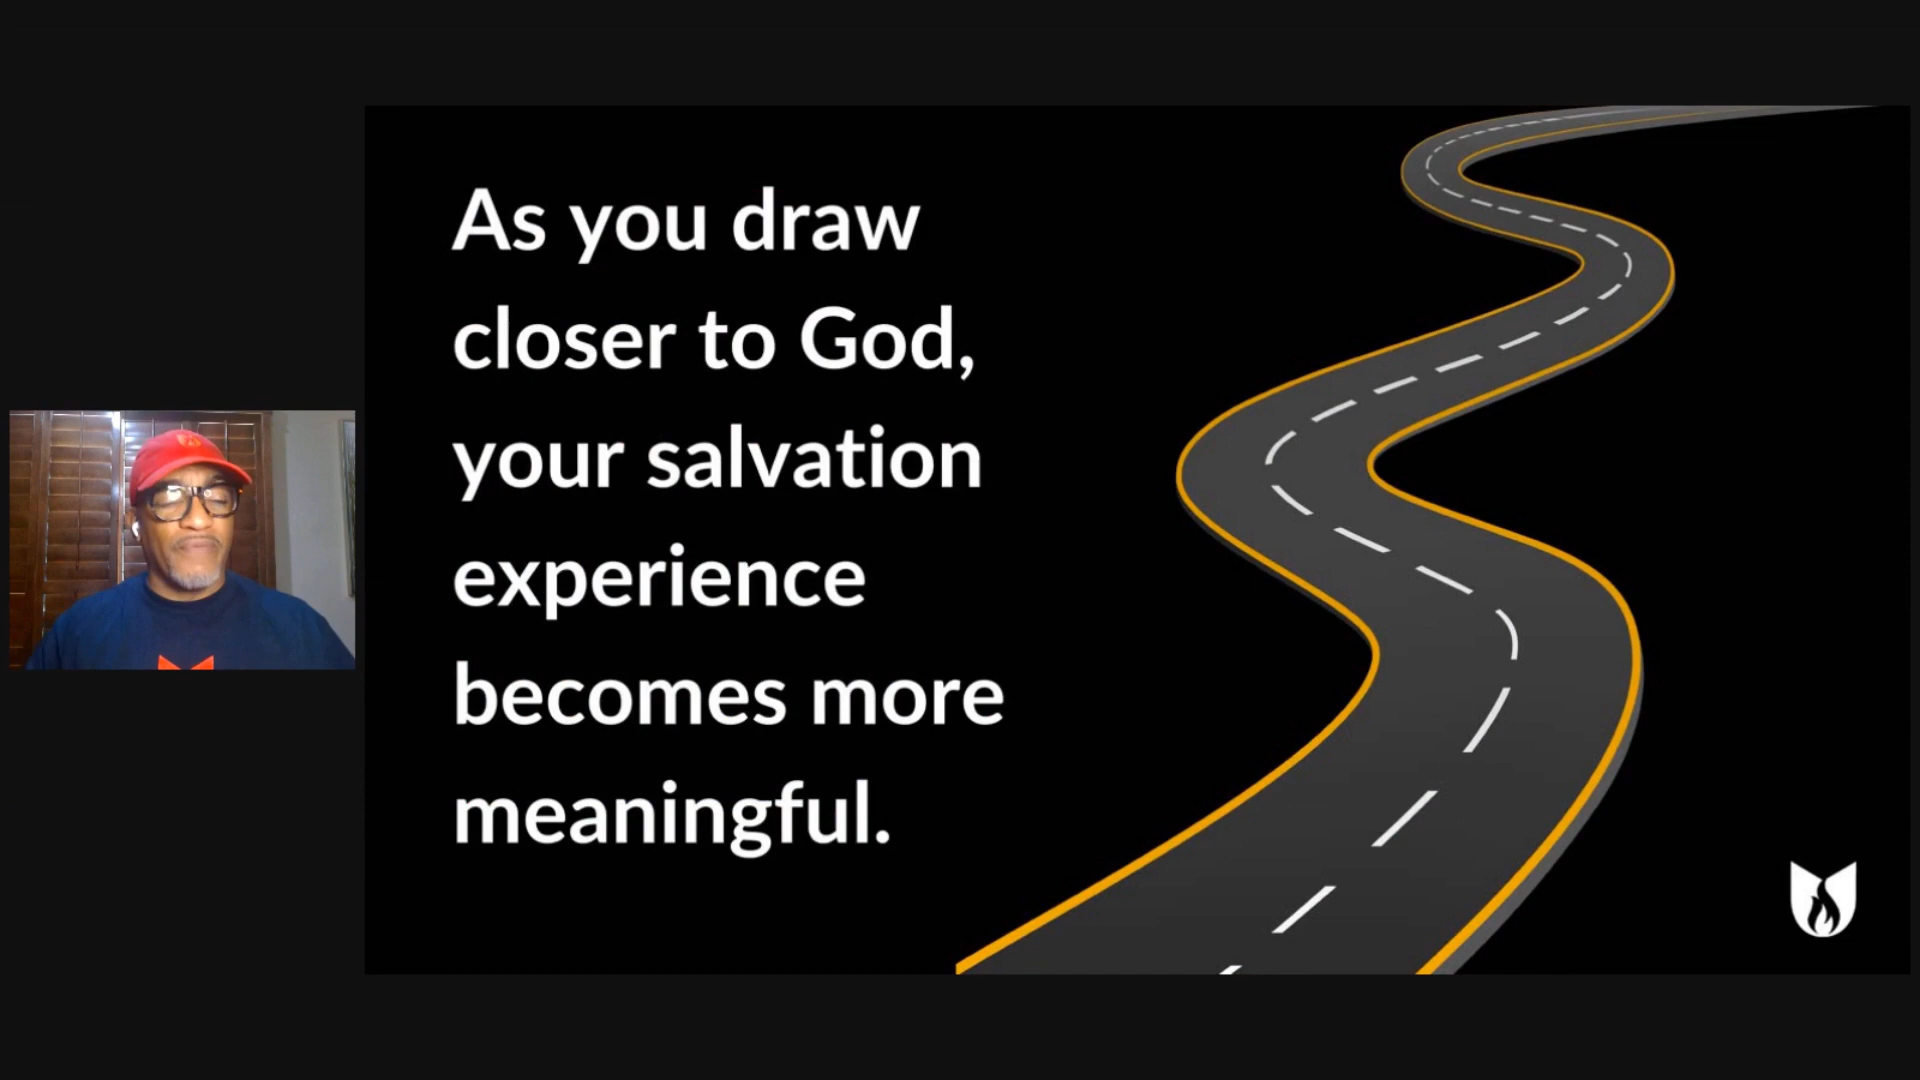 As you draw
closer to God,
your salvation
experience
becomes more
meaningful.